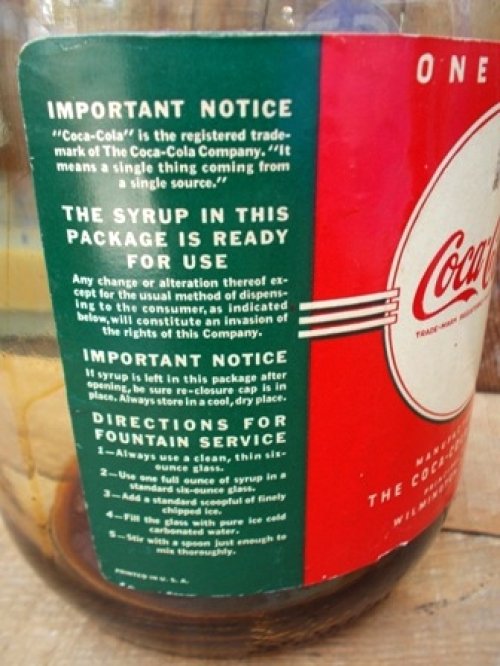 IMPORTANT NOTICE
"Coca-Cola" is the registered trade-
mark of The Coca-Cola Company. "It
means a single thing coming from
a single source."
THE SYRUP IN THIS
PACKAGE IS READY
FOR USE
Any change or alteration thereof ex-
cept for the usual method of dispens-
ing to the consumer, as indicated
below, will constitute an invasion of
the rights of this Company.
IMPORTANT NOTICE
If syrup is left in this package after
opening, be sure re-closure cap is in
place. Always store in a cool, dry place.
DIRECTIONS FOR
FOUNTAIN SERVICE
1—Always use a clean, thin six-
ounce glass.
2—Use one full ounce of syrup in a
standard six-ounce glass.
3—Add a standard scoopful of finely
chipped ice.
4—Fill the glass with pure ice cold
carbonated water.
5—Stir with a spoon just enough to
mix thoroughly.
PRINTED IN U. S. A.
ONE
Coca-C
TRADE-MARK
MANUFA
THE COCA-CO
WILMIN